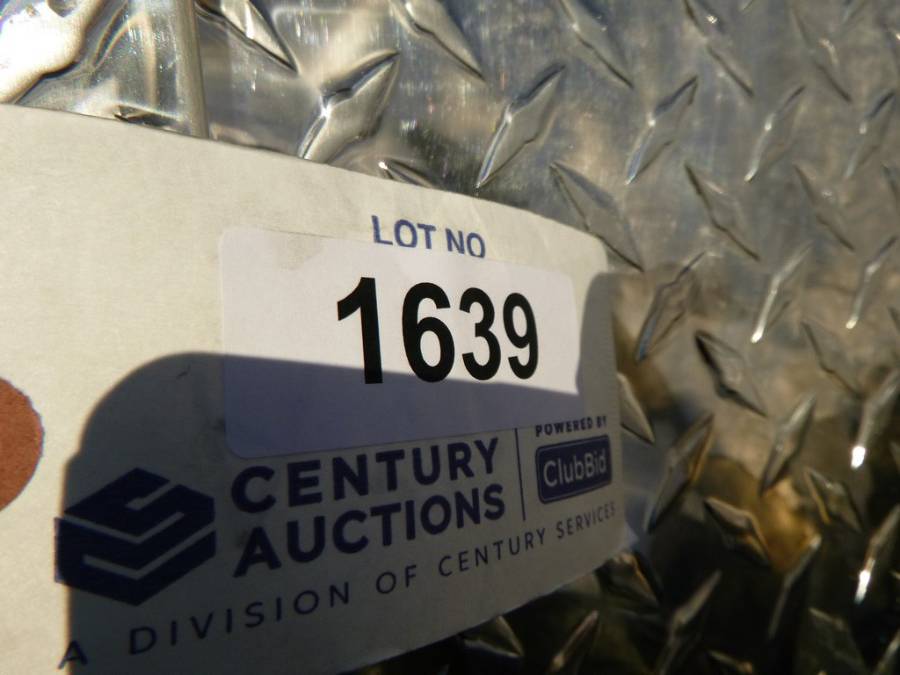 LOT NO
1639
CENTURY
AUCTIONS
POWERED BY
ClubBid
A DIVISION OF CENTURY SERVICES